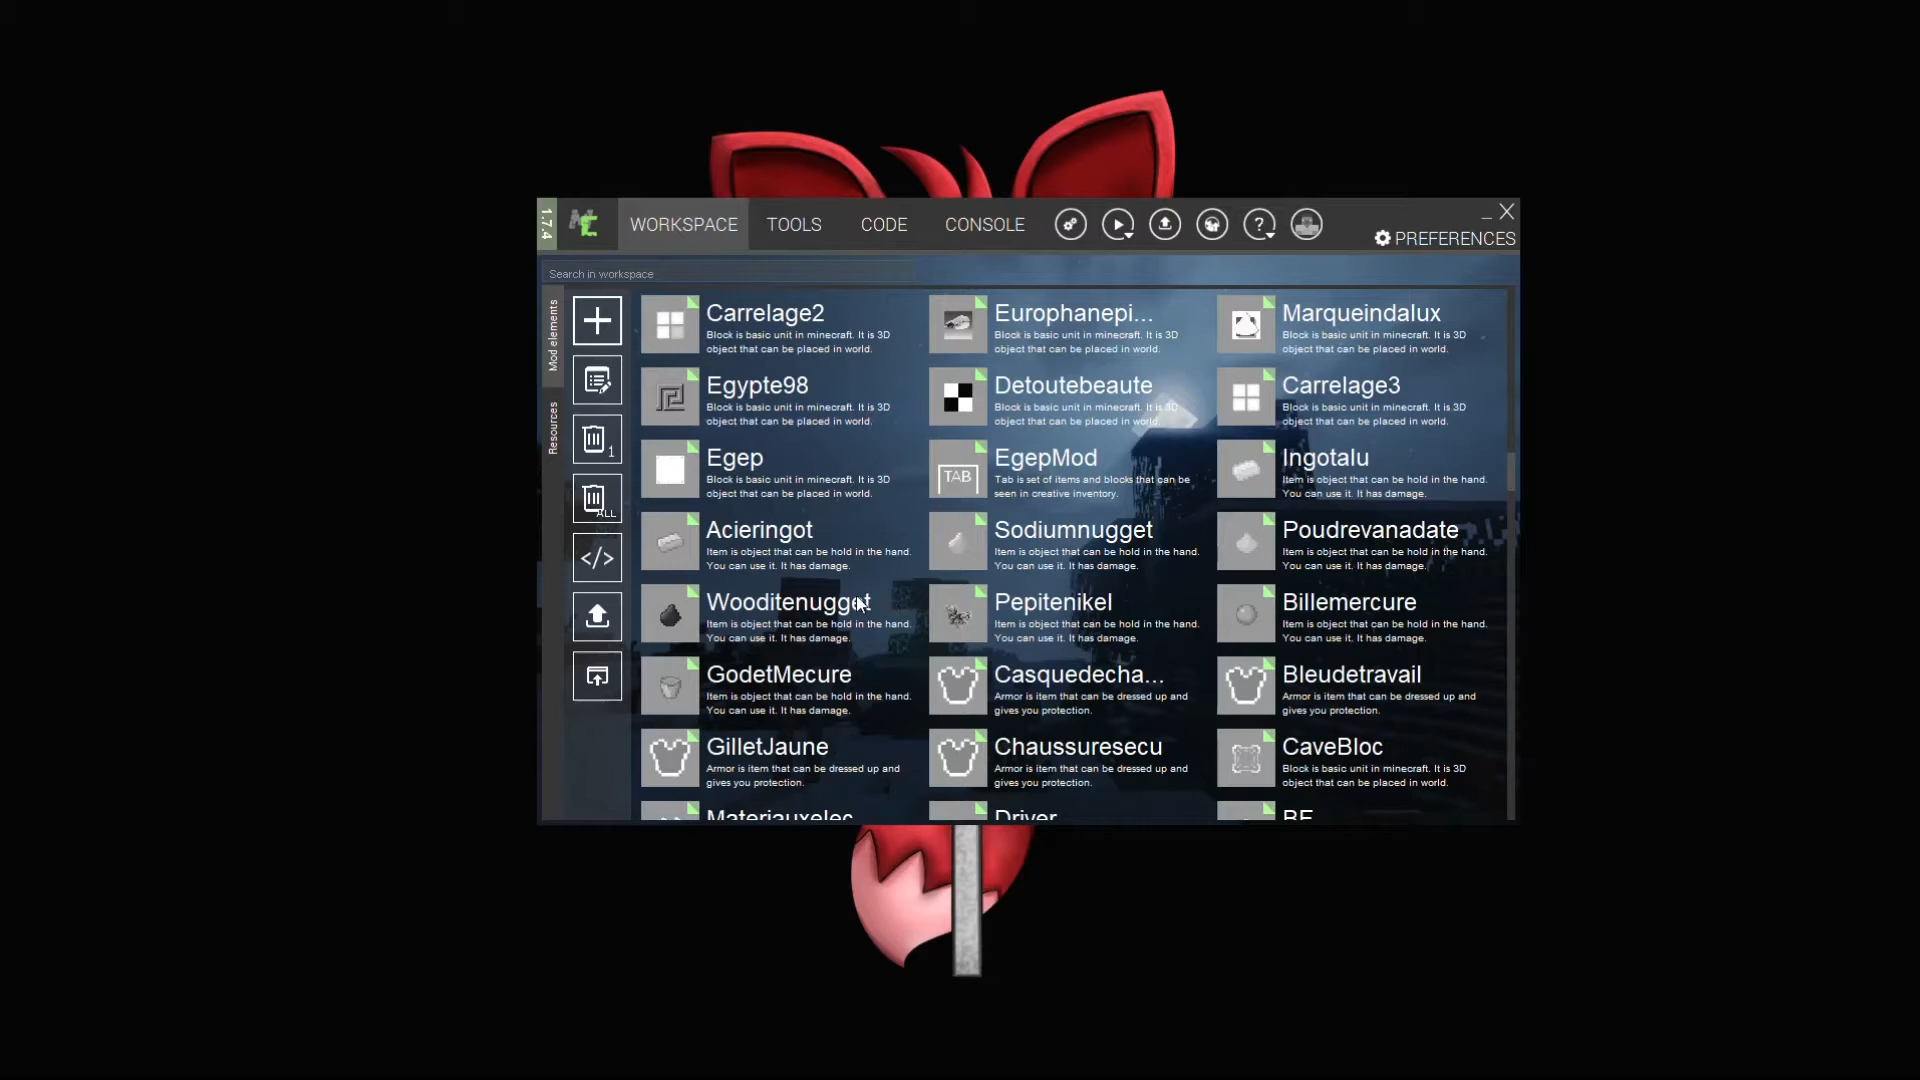 1.7.4
WORKSPACE TOOLS CODE CONSOLE ?
PREFERENCES
Search in workspace
Mod elements
Resources
1
ALL
</>
Carrelage2
Block is basic unit in minecraft. It is 3D
object that can be placed in world.
Europhanepi...
Block is basic unit in minecraft. It is 3D
object that can be placed in world.
Marqueindalux
Block is basic unit in minecraft. It is 3D
object that can be placed in world.
Egypte98
Block is basic unit in minecraft. It is 3D
object that can be placed in world.
Detoutebeaute
Block is basic unit in minecraft. It is 3D
object that can be placed in world.
Carrelage3
Block is basic unit in minecraft. It is 3D
object that can be placed in world.
Egep
Block is basic unit in minecraft. It is 3D
object that can be placed in world.
TAB
EgepMod
Tab is set of items and blocks that can be
seen in creative inventory.
Ingotalu
Item is object that can be hold in the hand.
You can use it. It has damage.
Acieringot
Item is object that can be hold in the hand.
You can use it. It has damage.
Sodiumnugget
Item is object that can be hold in the hand.
You can use it. It has damage.
Poudrevanadate
Item is object that can be hold in the hand.
You can use it. It has damage.
Wooditenugget
Item is object that can be hold in the hand.
You can use it. It has damage.
Pepitenikel
Item is object that can be hold in the hand.
You can use it. It has damage.
Billemercure
Item is object that can be hold in the hand.
You can use it. It has damage.
GodetMecure
Item is object that can be hold in the hand.
You can use it. It has damage.
Casquedecha...
Armor is item that can be dressed up and
gives you protection.
Bleudetravail
Armor is item that can be dressed up and
gives you protection.
GilletJaune
Armor is item that can be dressed up and
gives you protection.
Chaussuresecu
Armor is item that can be dressed up and
gives you protection.
CaveBloc
Block is basic unit in minecraft. It is 3D
object that can be placed in world.
Materiauxelec
Driver